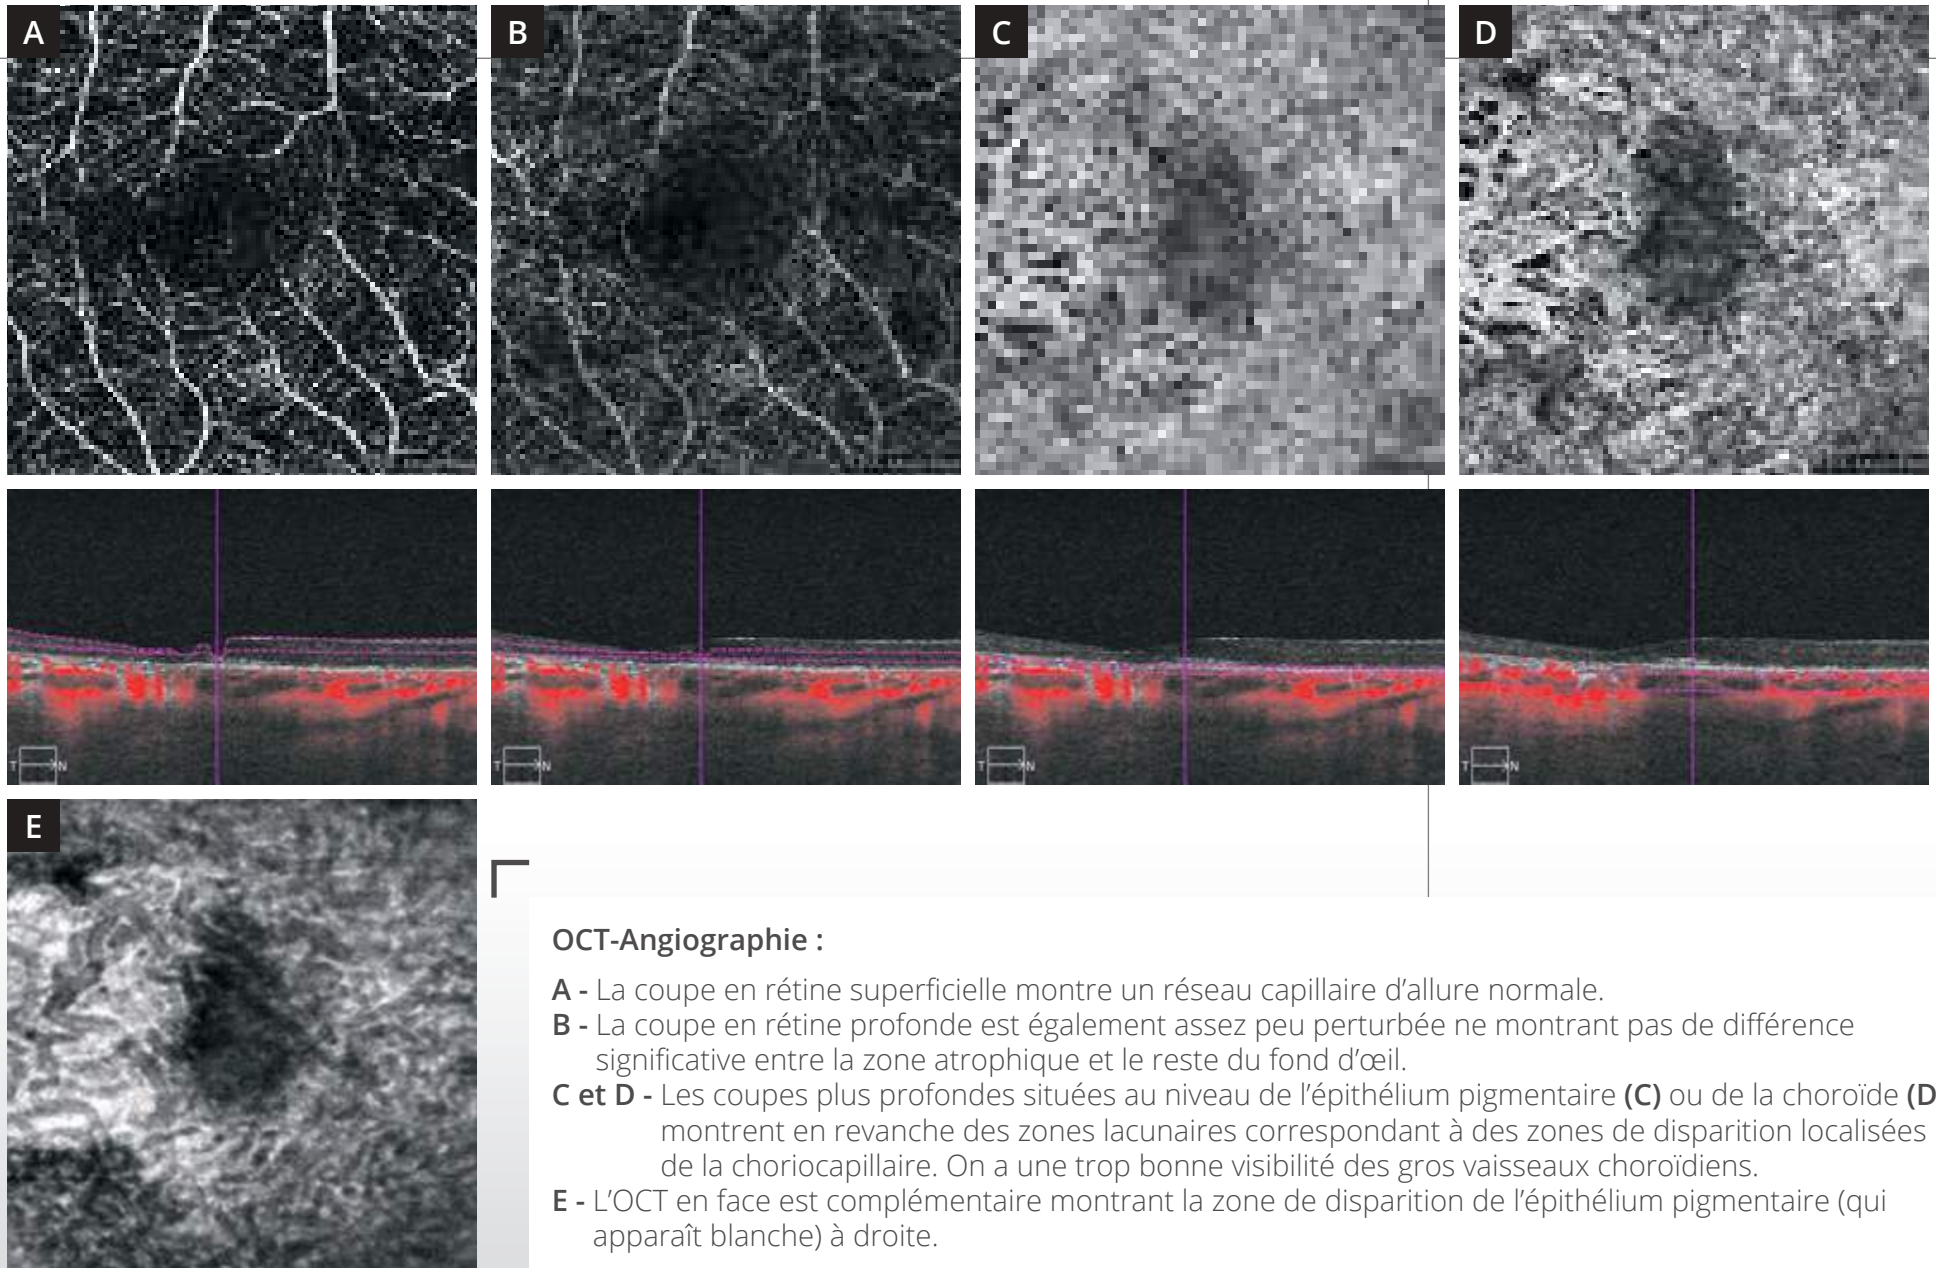 A
B
C
D
T N
T N
T N
T N
E
OCT-Angiographie :
A - La coupe en rétine superficielle montre un réseau capillaire d'allure normale.
B - La coupe en rétine profonde est également assez peu perturbée ne montrant pas de différence
significative entre la zone atrophique et le reste du fond d'œil.
C et D - Les coupes plus profondes situées au niveau de l'épithélium pigmentaire (C) ou de la choroïde (D
montrent en revanche des zones lacunaires correspondant à des zones de disparition localisées
de la choriocapillaire. On a une trop bonne visibilité des gros vaisseaux choroïdiens.
E - L'OCT en face est complémentaire montrant la zone de disparition de l'épithélium pigmentaire (qui
apparaît blanche) à droite.